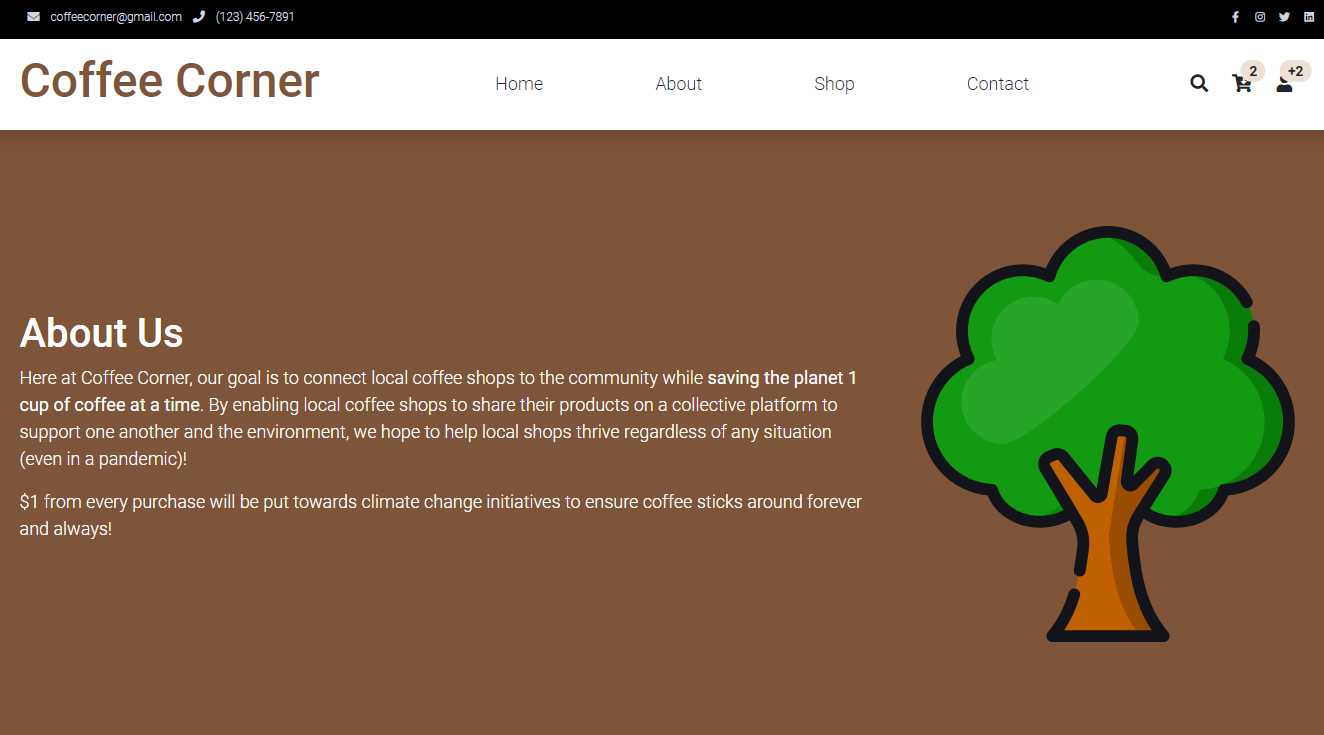 coffeecorner@gmail.com (123) 456-7891
Coffee Corner Home About Shop Contact 2 +2
About Us
Here at Coffee Corner, our goal is to connect local coffee shops to the community while saving the planet 1
cup of coffee at a time. By enabling local coffee shops to share their products on a collective platform to
support one another and the environment, we hope to help local shops thrive regardless of any situation
(even in a pandemic)!
$1 from every purchase will be put towards climate change initiatives to ensure coffee sticks around forever
and always!